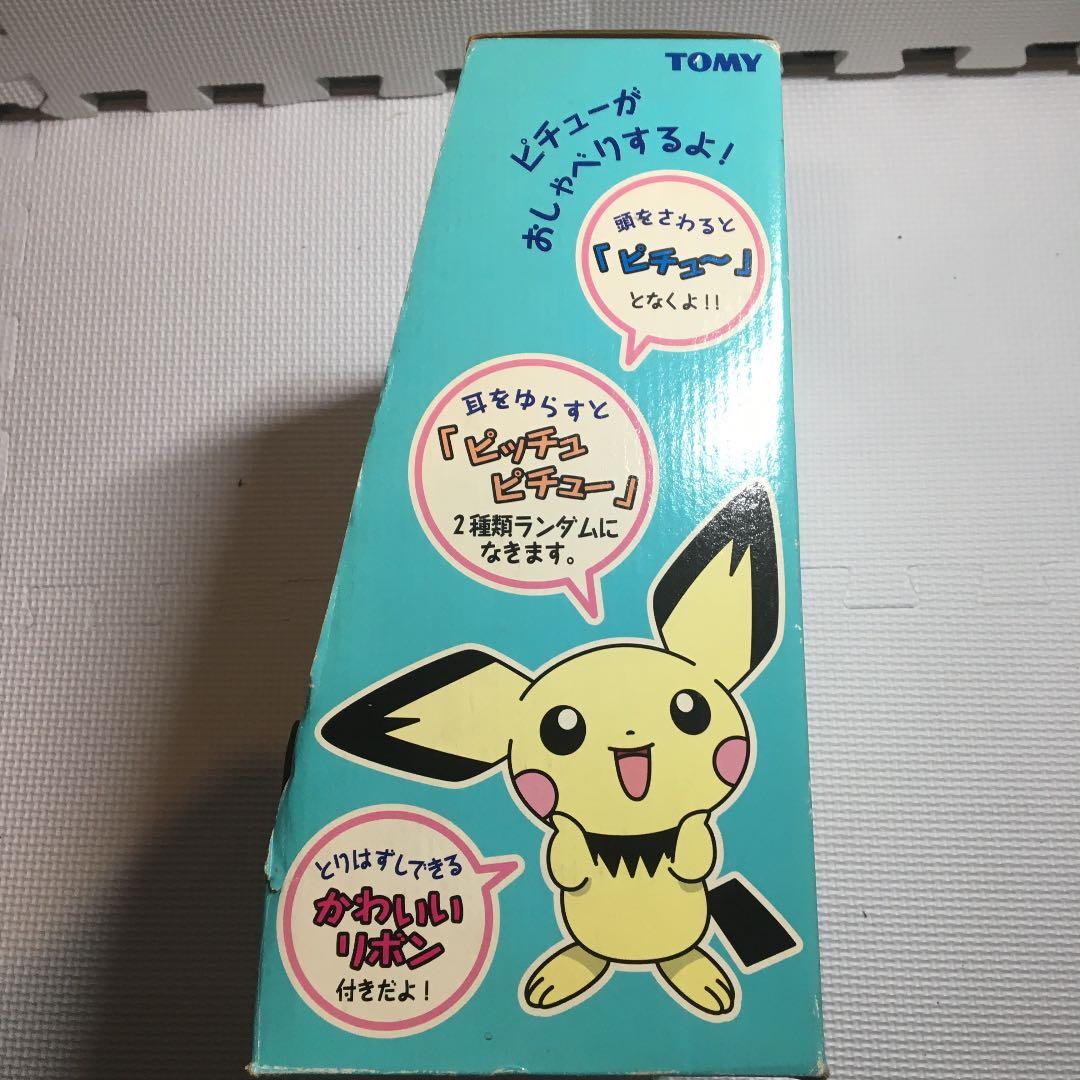 TOMY
ピチューが
おしゃべりするよ!
頭をさわると
「ピチュ〜」
となくよ!!
耳をゆらすと
「ピッチュ
ピチュー」
2種類ランダムに
なきます。
とりはずしできる
かわいい
リボン
付きだよ!